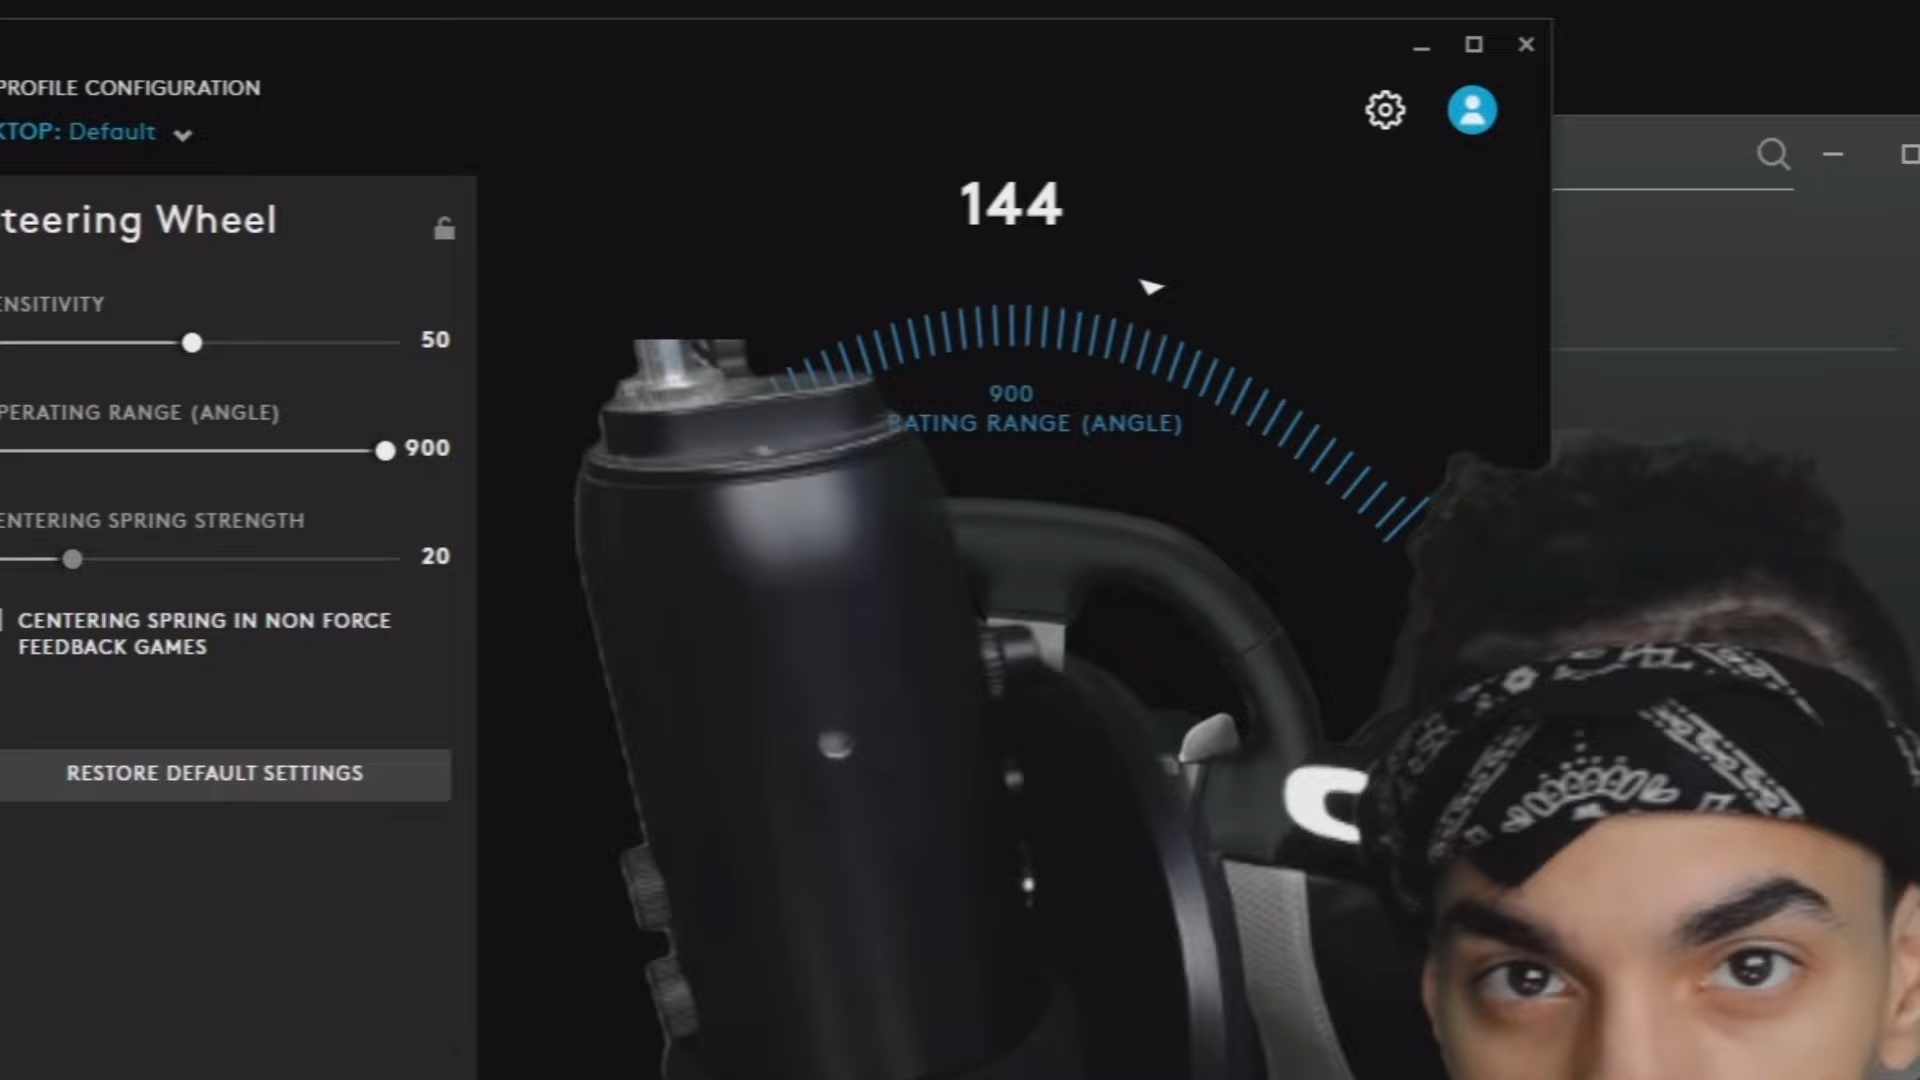 PROFILE CONFIGURATION
KTOP: Default
144
teering Wheel
ENSITIVITY
50
900
RATING RANGE (ANGLE)
PERATING RANGE (ANGLE)
900
ENTERING SPRING STRENGTH
20
CENTERING SPRING IN NON FORCE
FEEDBACK GAMES
RESTORE DEFAULT SETTINGS